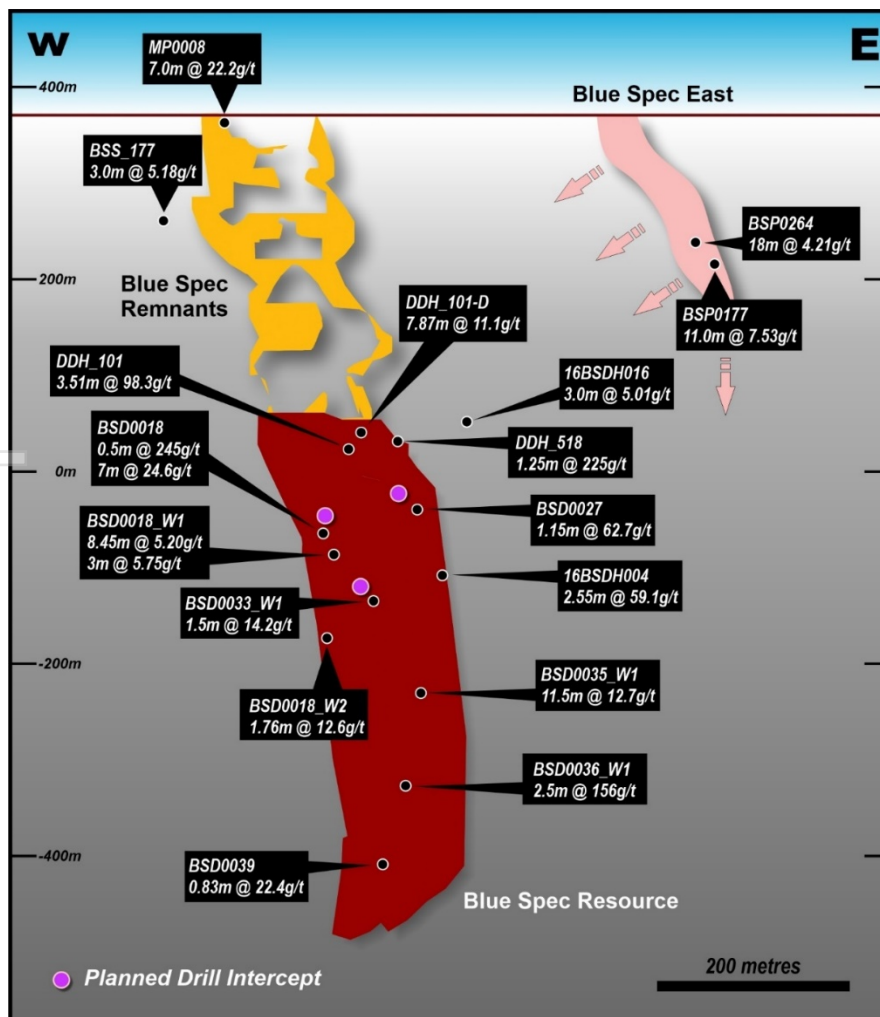 W
E
MP0008
7.0m @ 22.2g/t
400m
Blue Spec East
BSS_177
3.0m @ 5.18g/t
BSP0264
18m @ 4.21g/t
200m
Blue Spec
Remnants
DDH_101-D
7.87m @ 11.1g/t
BSP0177
11.0m @ 7.53g/t
DDH_101
3.51m @ 98.3g/t
16BSDH016
3.0m @ 5.01g/t
BSD0018
0.5m @ 245g/t
7m @ 24.6g/t
DDH_518
1.25m @ 225g/t
0m
BSD0027
1.15m @ 62.7g/t
BSD0018_W1
8.45m @ 5.20g/t
3m @ 5.75g/t
16BSDH004
2.55m @ 59.1g/t
BSD0033_W1
1.5m @ 14.2g/t
-200m
BSD0018_W2
1.76m @ 12.6g/t
BSD0035_W1
11.5m @ 12.7g/t
BSD0036_W1
2.5m @ 156g/t
-400m
BSD0039
0.83m @ 22.4g/t
Blue Spec Resource
Planned Drill Intercept
200 metres